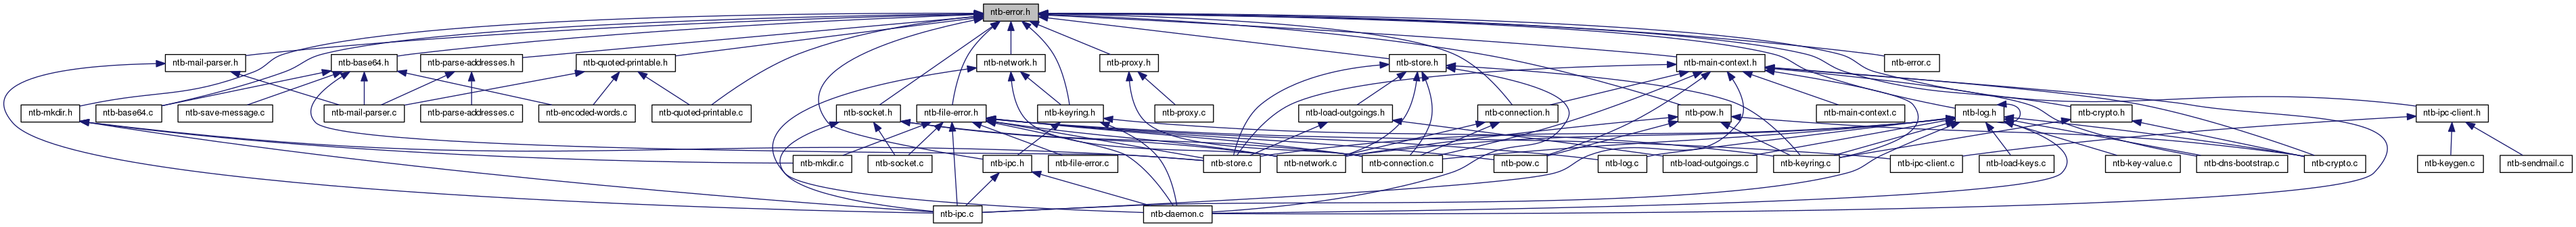 ntb-error.h
ntb-mail-parser.h
ntb-base64.h
ntb-parse-addresses.h
ntb-quoted-printable.h
ntb-network.h
ntb-proxy.h
ntb-store.h
ntb-main-context.h
ntb-error.c
ntb-mkdir.h
ntb-base64.c
ntb-save-message.c
ntb-mail-parser.c
ntb-parse-addresses.c
ntb-encoded-words.c
ntb-quoted-printable.c
ntb-socket.h
ntb-file-error.h
ntb-keyring.h
ntb-proxy.c
ntb-load-outgoings.h
ntb-connection.h
ntb-pow.h
ntb-main-context.c
ntb-log.h
ntb-crypto.h
ntb-ipc-client.h
ntb-mkdir.c
ntb-socket.c
ntb-ipc.h
ntb-file-error.c
ntb-store.c
ntb-network.c
ntb-connection.c
ntb-pow.c
ntb-log.c
ntb-load-outgoings.c
ntb-keyring.c
ntb-ipc-client.c
ntb-load-keys.c
ntb-key-value.c
ntb-dns-bootstrap.c
ntb-crypto.c
ntb-keygen.c
ntb-sendmail.c
ntb-ipc.c
ntb-daemon.c